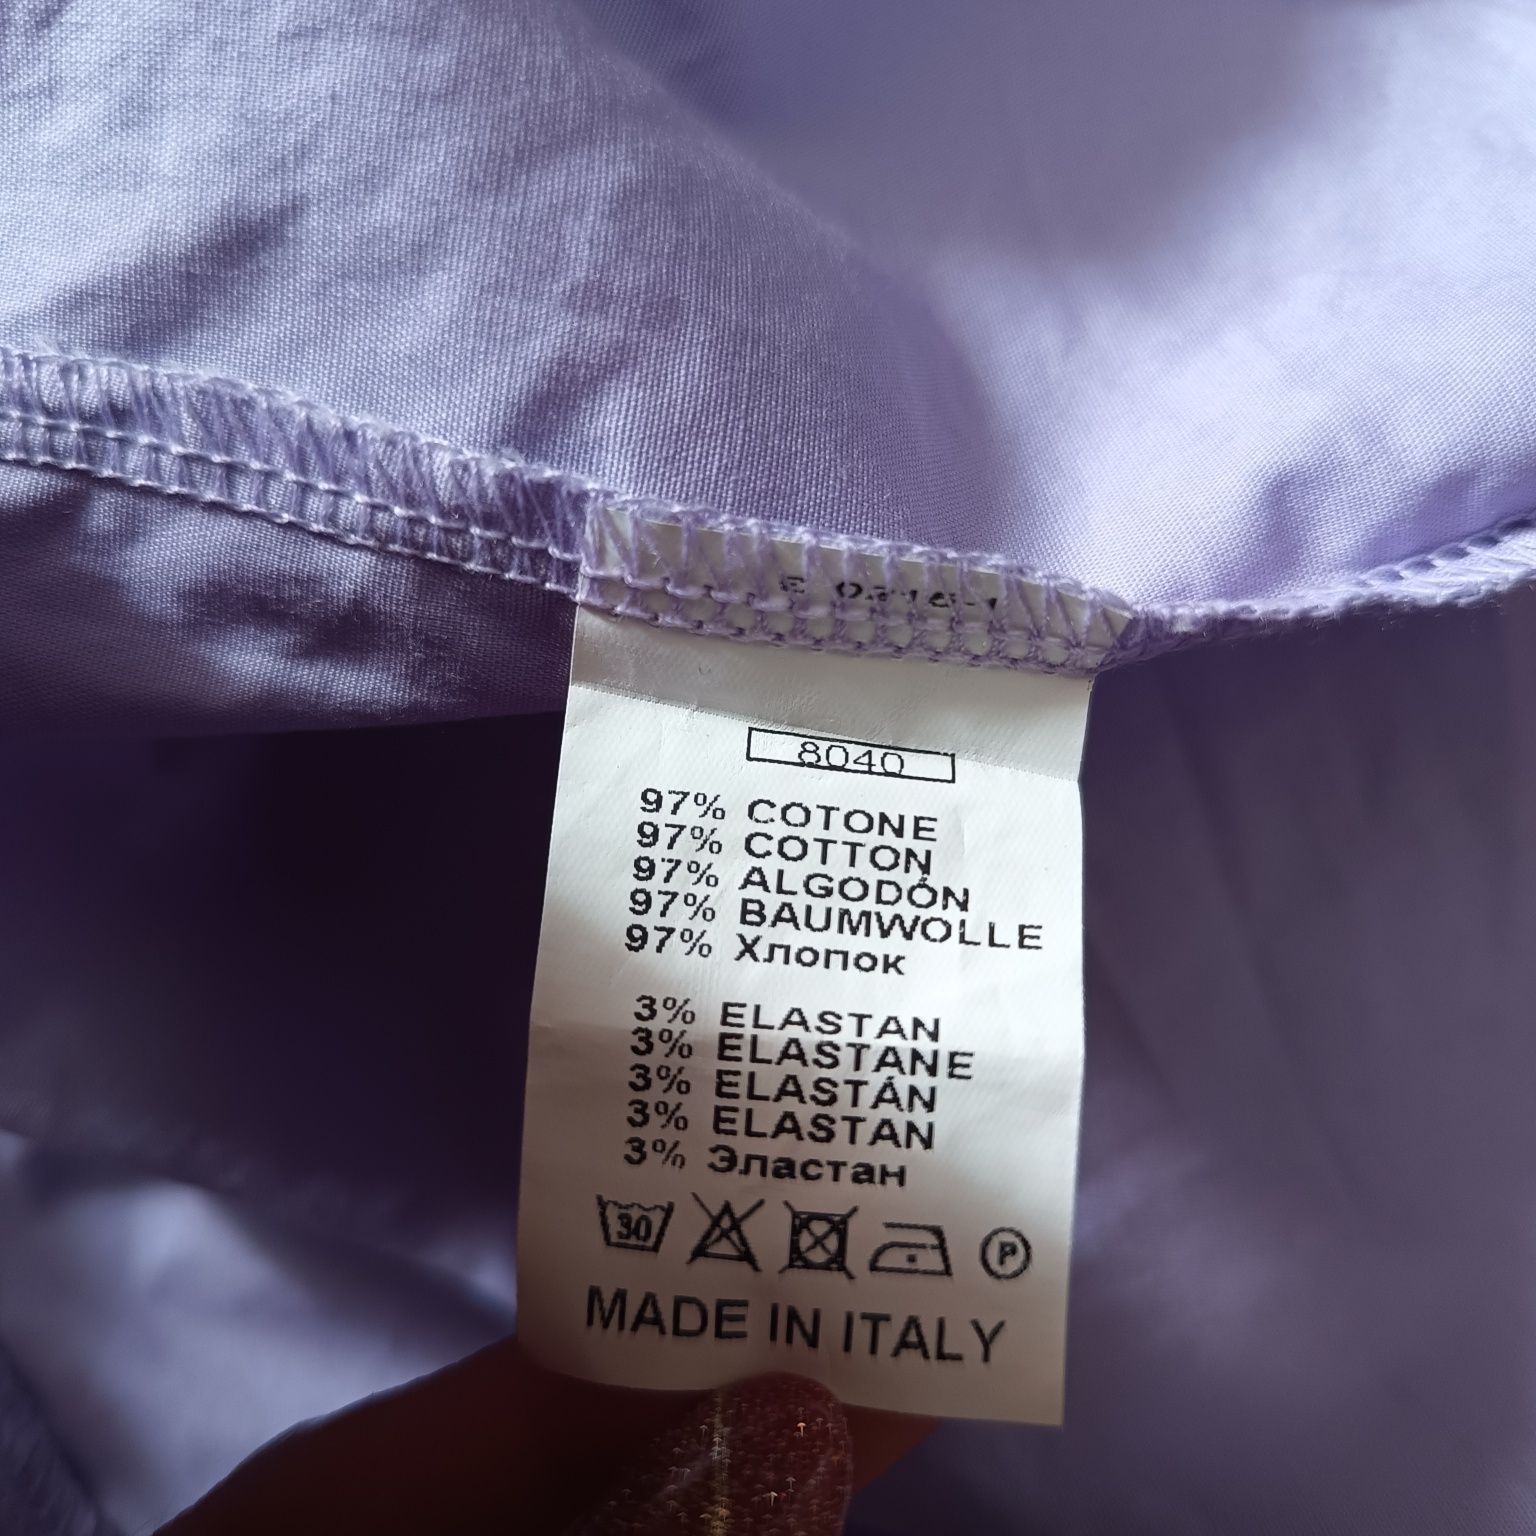 8040
97% COTONE
97% COTTON
97% ALGODÓN
97% BAUMWOLLE
97% Хлопок
3% ELASTAN
3% ELASTANE
3% ELASTÁN
3% ELASTAN
3% Эластан
30 P
MADE IN ITALY